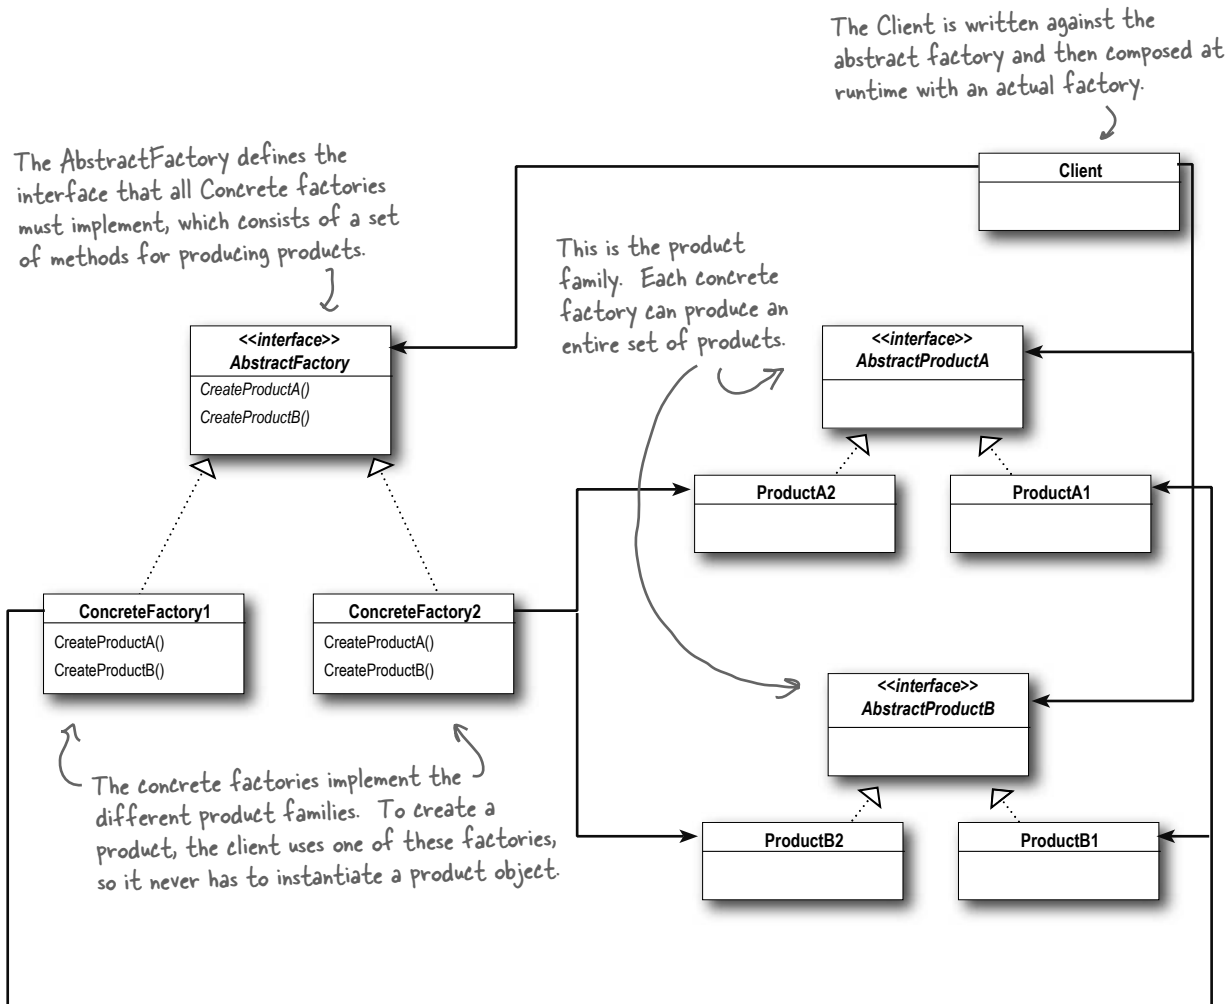 The Client is written against the
abstract factory and then composed at
runtime with an actual factory.
The AbstractFactory defines the
interface that all Concrete factories
must implement, which consists of a set
of methods for producing products.
Client
This is the product
family. Each concrete
factory can produce an
entire set of products.
<<interface>>
AbstractFactory
CreateProductA()
CreateProductB()
<<interface>>
AbstractProductA
ProductA2
ProductA1
ConcreteFactory1
CreateProductA()
CreateProductB()
ConcreteFactory2
CreateProductA()
CreateProductB()
<<interface>>
AbstractProductB
The concrete factories implement the
different product families. To create a
product, the client uses one of these factories,
so it never has to instantiate a product object.
ProductB2
ProductB1